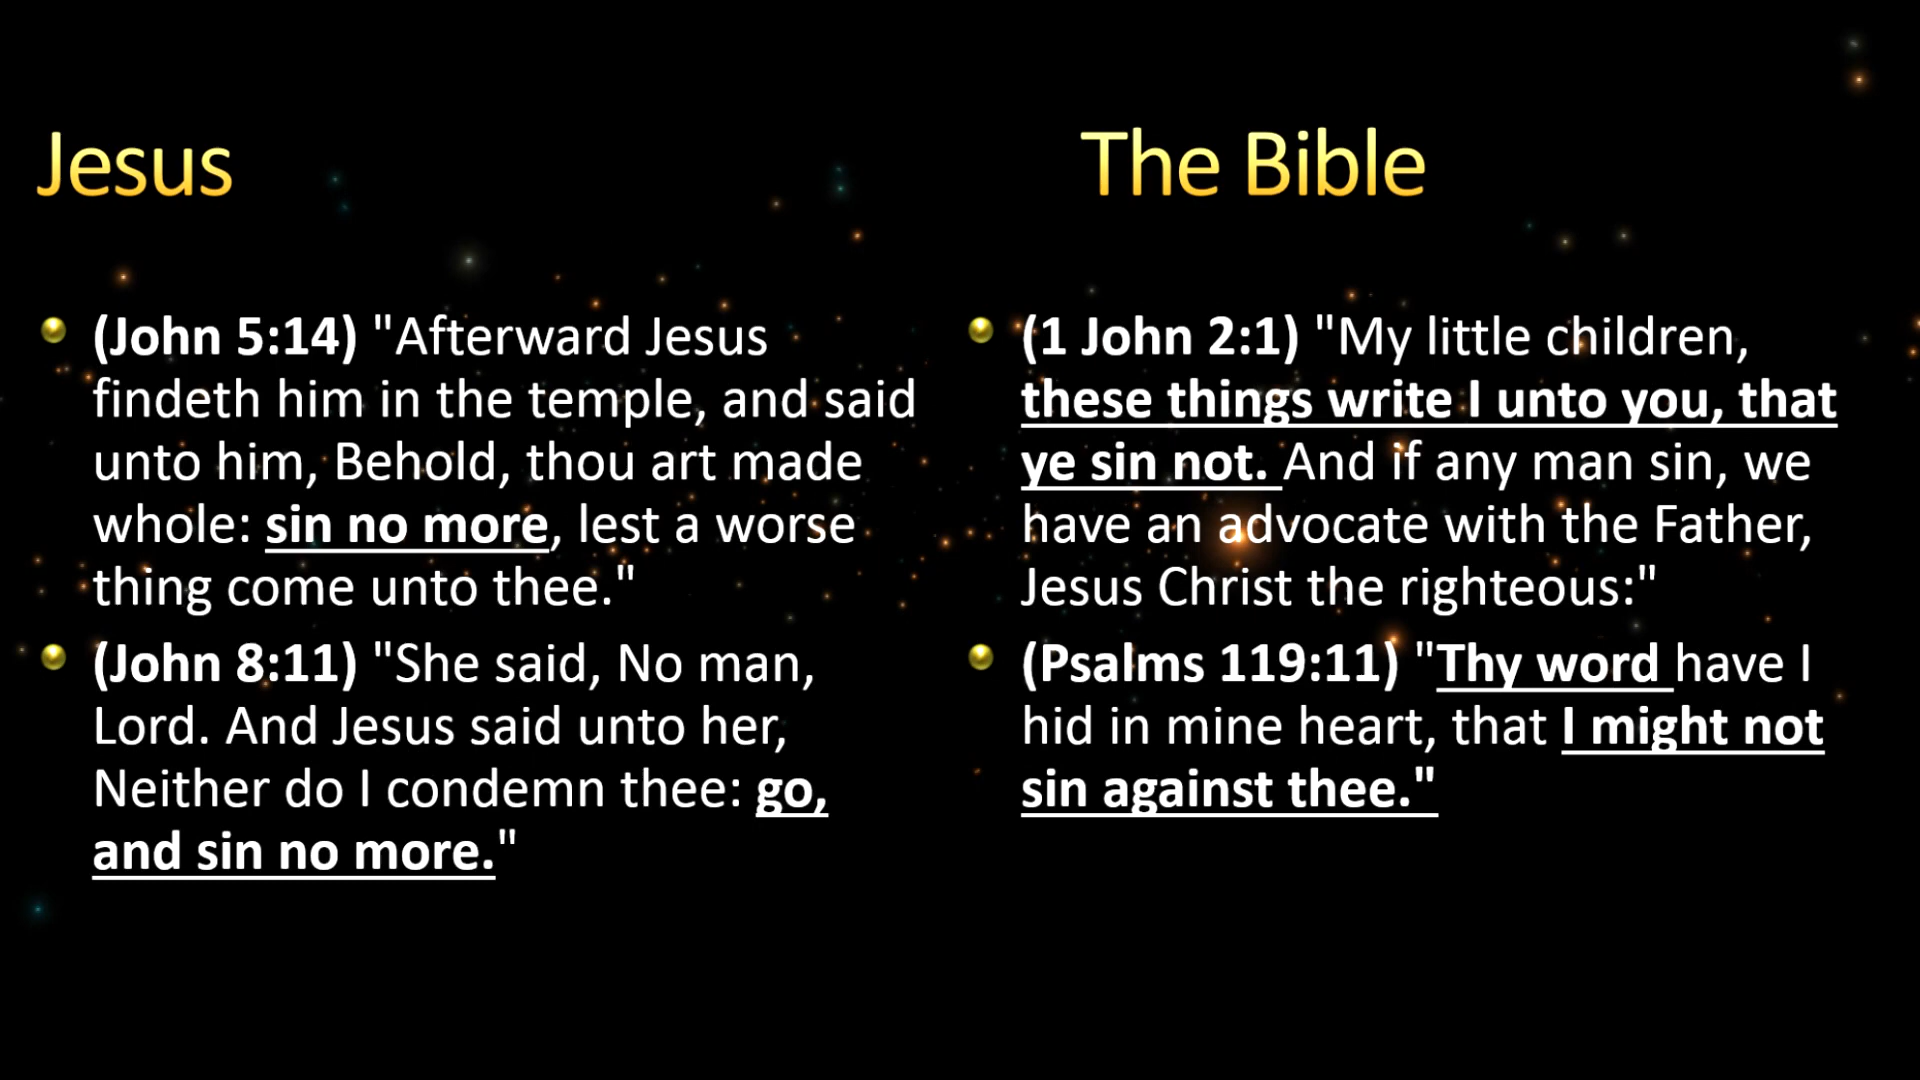 Jesus
(John 5:14) "Afterward Jesus
findeth him in the temple, and said
unto him, Behold, thou art made
whole: sin no more, lest a worse
thing come unto thee."
(John 8:11) "She said, No man,
Lord. And Jesus said unto her,
Neither do I condemn thee: go,
and sin no more."
The Bible
(1 John 2:1) "My little children,
these things write I unto you, that
ye sin not. And if any man sin, we
have an advocate with the Father,
Jesus Christ the righteous:"
(Psalms 119:11) "Thy word have I
hid in mine heart, that I might not
sin against thee."